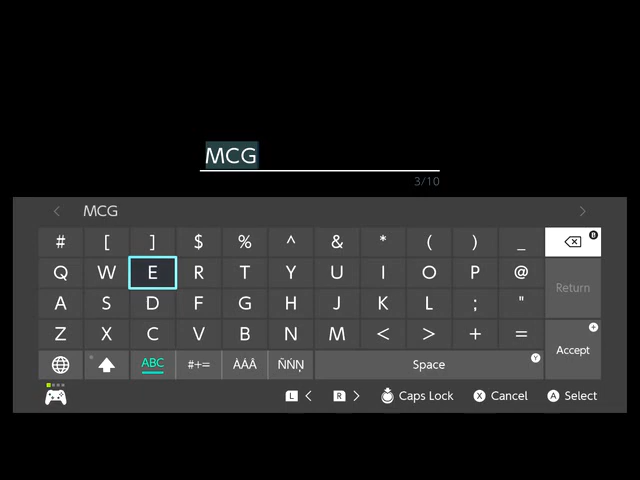 MCG
3/10
< MCG >
# [ ] $ % ^ & * ( ) _ B
Q W E R T Y U I O P @ Return
A S D F G H J K L ; "
Z X C V B N M < > + = Accept
ABC #+= ÀÁÂ ÑŃŅ Space Y
L < R > Caps Lock X Cancel A Select